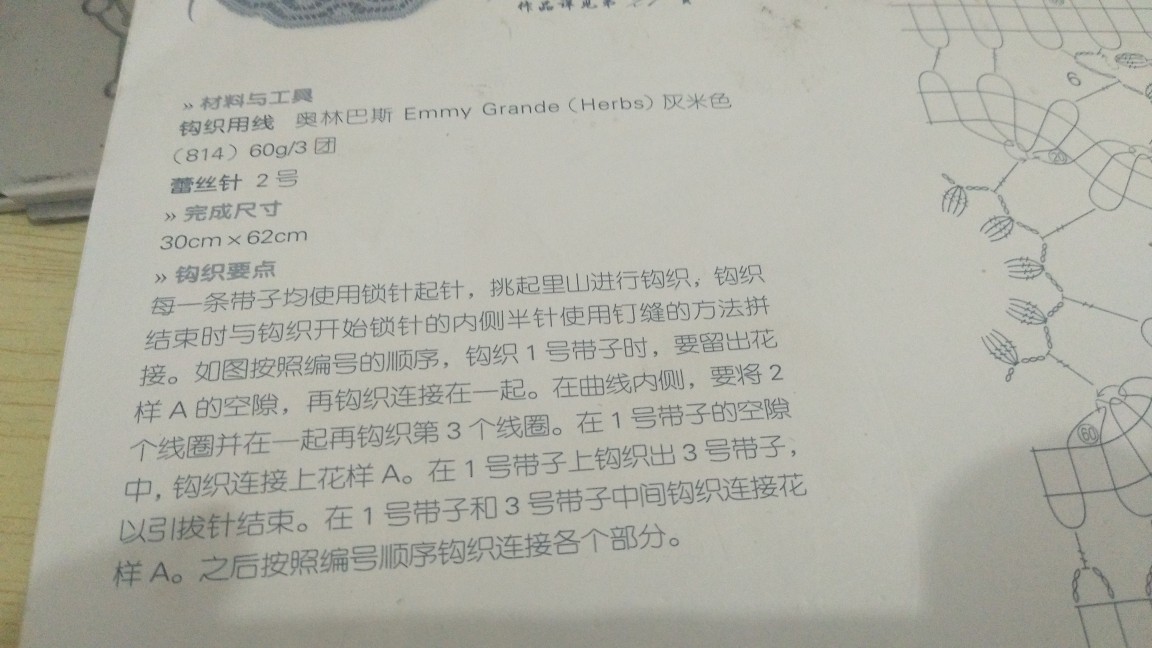 作品详见第
» 材料与工具
钩织用线 奥林巴斯 Emmy Grande（Herbs）灰米色
（814）60g/3 团
蕾丝针 2 号
» 完成尺寸
30cm × 62cm
» 钩织要点
每一条带子均使用锁针起针，挑起里山进行钩织，钩织
结束时与钩织开始锁针的内侧半针使用钉缝的方法拼
接。如图按照编号的顺序，钩织 1 号带子时，要留出花
样 A 的空隙，再钩织连接在一起。在曲线内侧，要将 2
个线圈并在一起再钩织第 3 个线圈。在 1 号带子的空隙
中，钩织连接上花样 A。在 1 号带子上钩织出 3 号带子，
以引拔针结束。在 1 号带子和 3 号带子中间钩织连接花
样 A。之后按照编号顺序钩织连接各个部分。
6
⑳
60